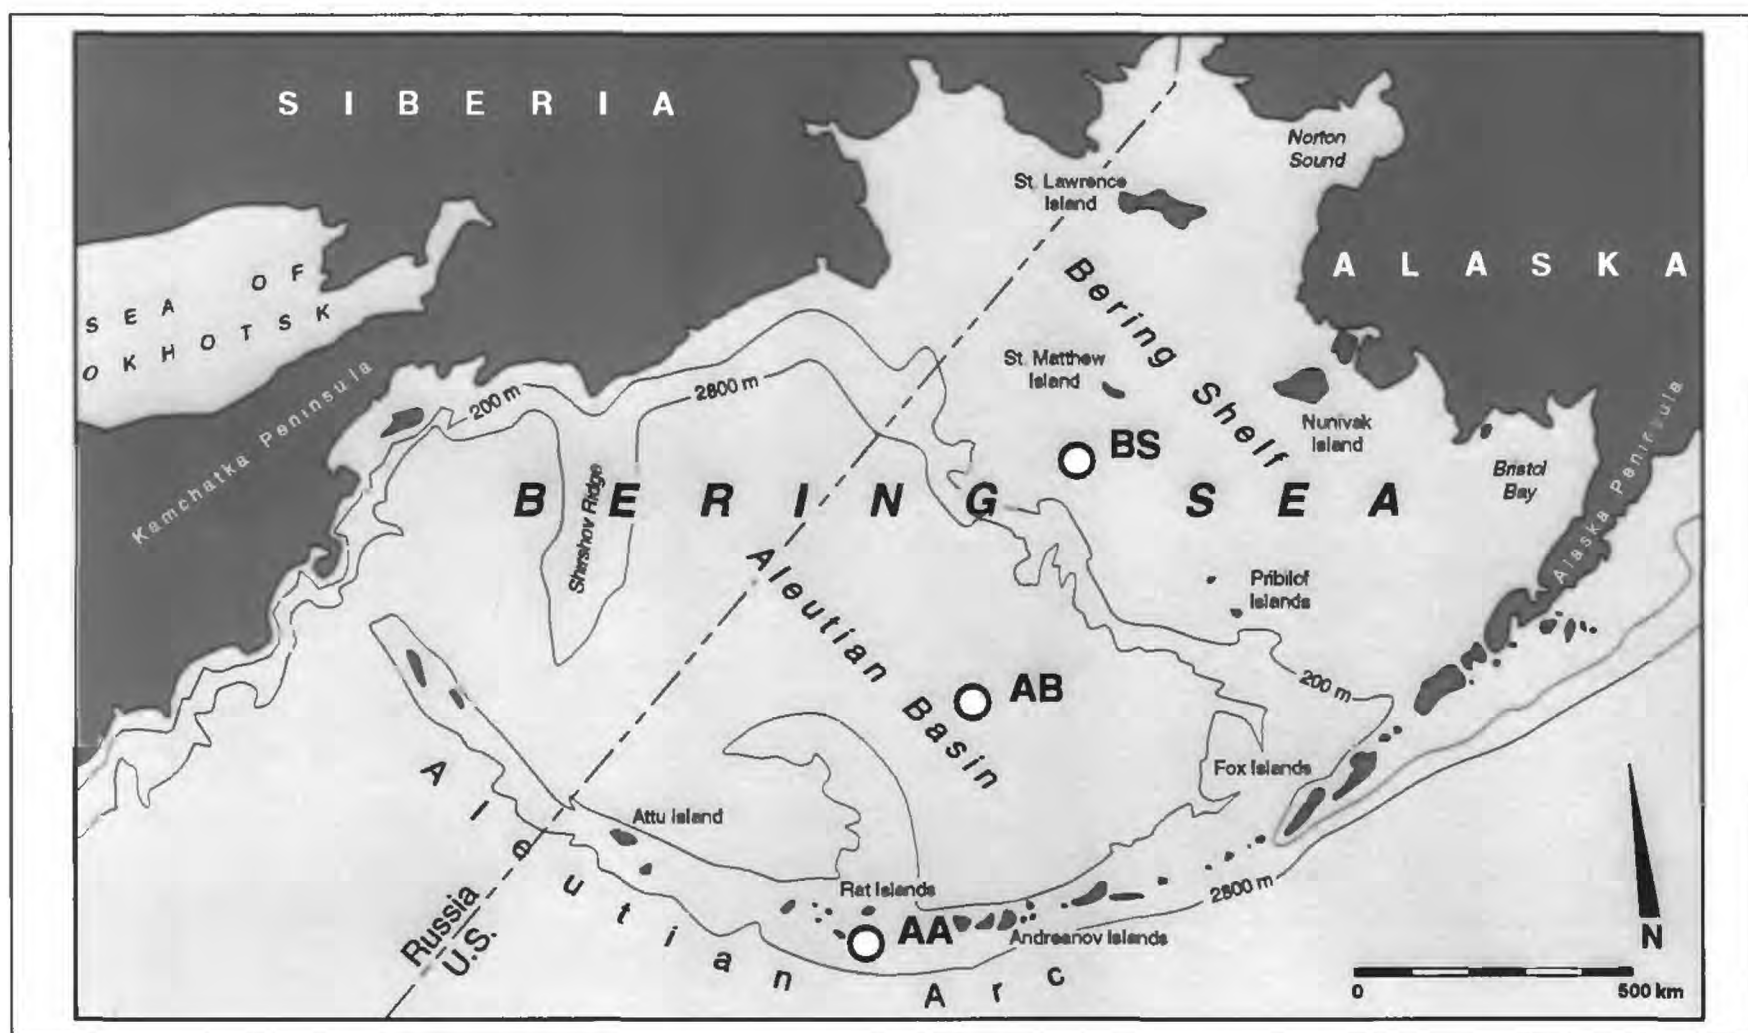 SIBERIA
Norton
Sound
St. Lawrence
Island
ALASKA
SEA OF
OKHOTSK
Bering Shelf
St. Matthew
Island
Kamchatka Peninsula
200 m
2800 m
Nunivak
Island
BS
Bristol
Bay
Alaska Peninsula
Shirshov Ridge
BERING SEA
Aleutian Basin
Pribilof
Islands
AB
200 m
Fox Islands
Attu Island
Aleutian Arc
Rat Islands
2800 m
AA
Andreanov Islands
Russia
U.S.
N
0 500 km